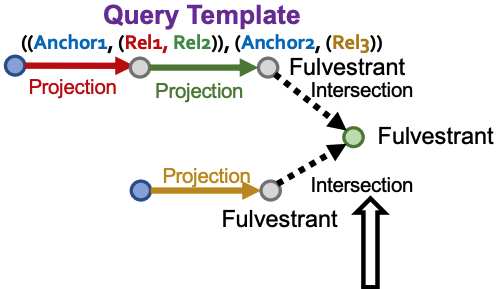 Query Template
((Anchor1, (Rel1, Rel2)), (Anchor2, (Rel3))
Projection
Projection
Fulvestrant
Intersection
Fulvestrant
Projection
Intersection
Fulvestrant